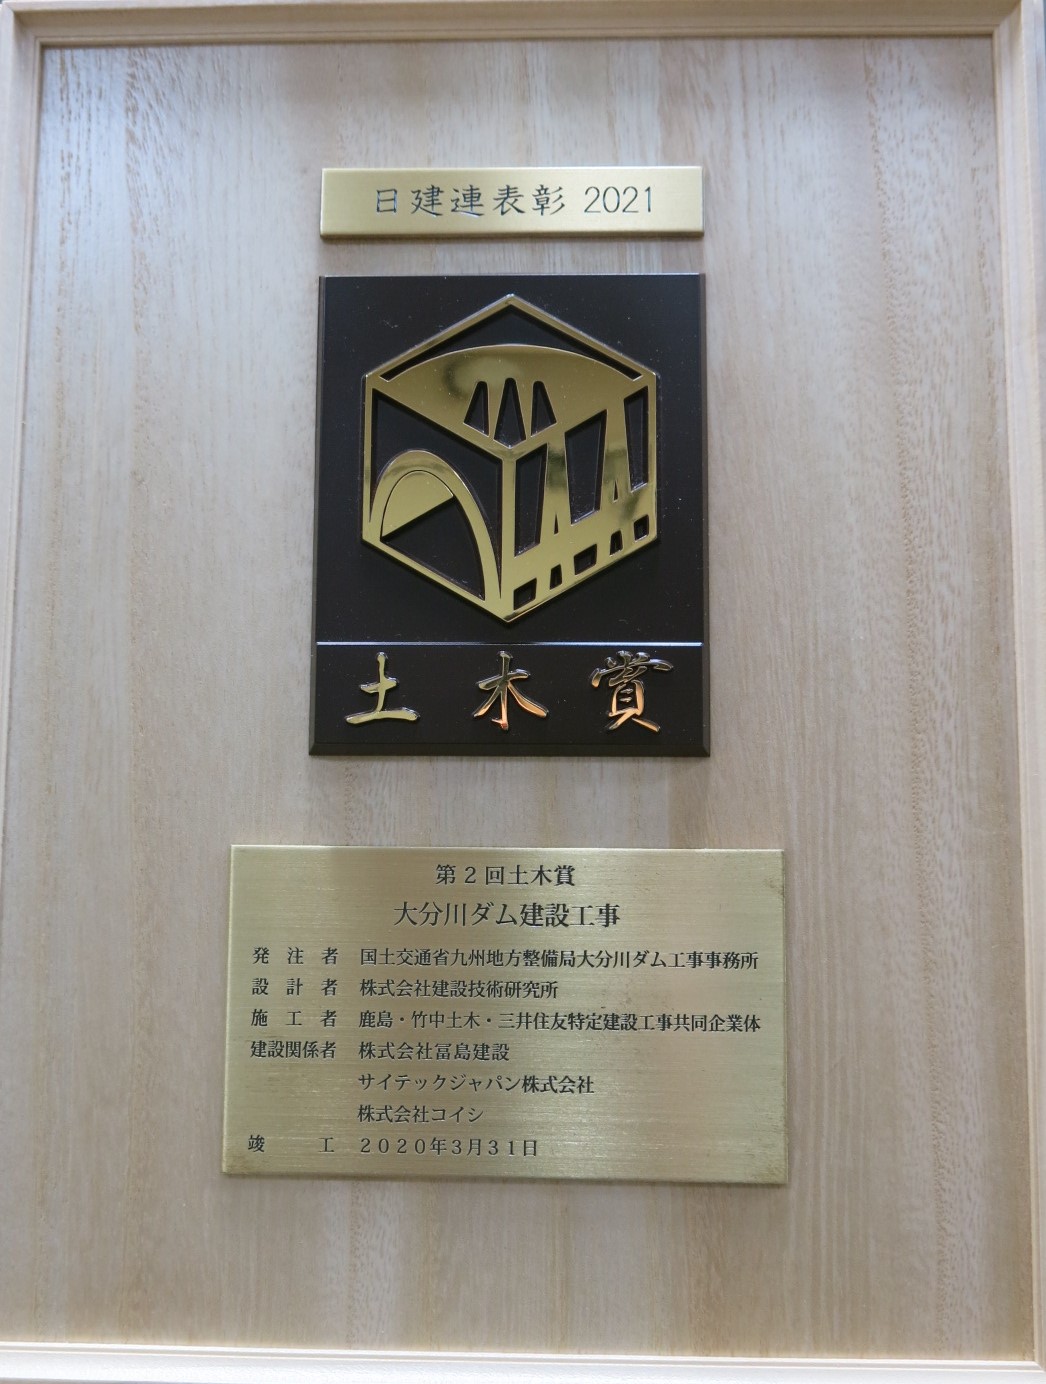 日建連表彰 2021
土木賞
第2回土木賞
大分川ダム建設工事
発注者 国土交通省九州地方整備局大分川ダム工事事務所
設計者 株式会社建設技術研究所
施工者 鹿島・竹中土木・三井住友特定建設工事共同企業体
建設関係者 株式会社冨島建設
サイテックジャパン株式会社
株式会社コイシ
竣工 2020年3月31日